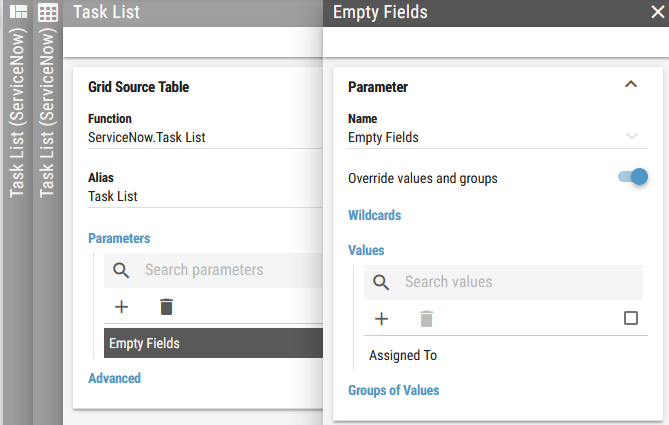 Task List (ServiceNow)
Task List (ServiceNow)
Task List
Grid Source Table
Function
ServiceNow.Task List
Alias
Task List
Parameters
Search parameters
Empty Fields
Advanced
Empty Fields
Parameter
Name
Empty Fields
Override values and groups
Wildcards
Values
Search values
Assigned To
Groups of Values